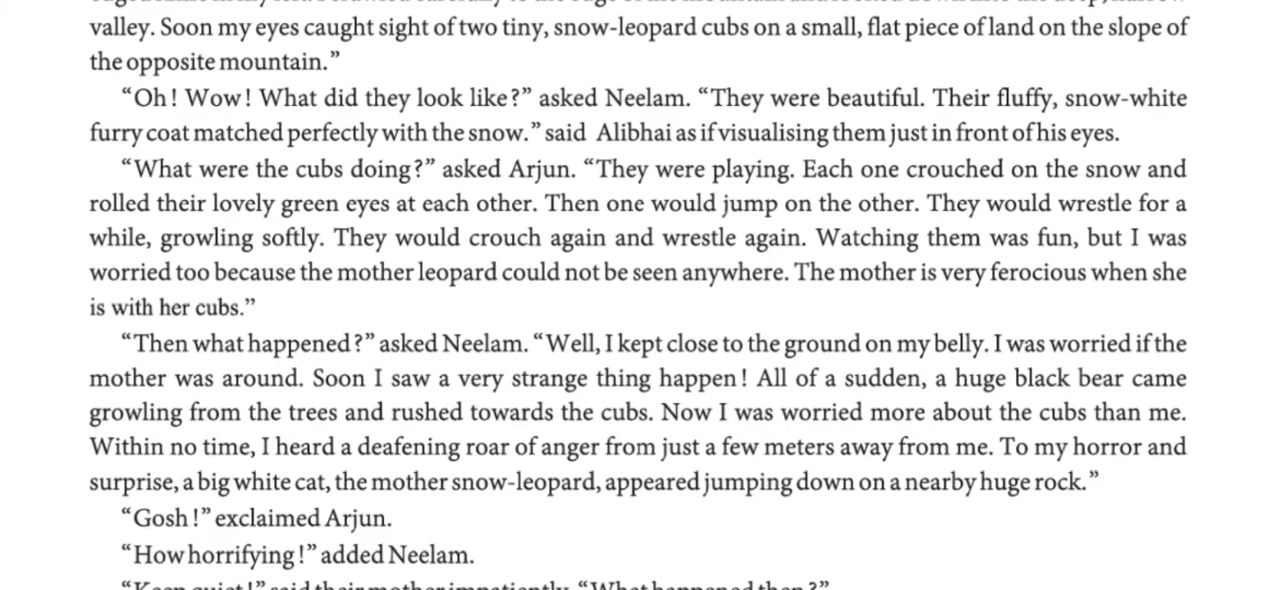 valley. Soon my eyes caught sight of two tiny, snow-leopard cubs on a small, flat piece of land on the slope of
the opposite mountain.”
“Oh! Wow! What did they look like?” asked Neelam. “They were beautiful. Their fluffy, snow-white
furry coat matched perfectly with the snow.” said Alibhai as if visualising them just in front of his eyes.
“What were the cubs doing?” asked Arjun. “They were playing. Each one crouched on the snow and
rolled their lovely green eyes at each other. Then one would jump on the other. They would wrestle for a
while, growling softly. They would crouch again and wrestle again. Watching them was fun, but I was
worried too because the mother leopard could not be seen anywhere. The mother is very ferocious when she
is with her cubs.”
“Then what happened?” asked Neelam. “Well, I kept close to the ground on my belly. I was worried if the
mother was around. Soon I saw a very strange thing happen! All of a sudden, a huge black bear came
growling from the trees and rushed towards the cubs. Now I was worried more about the cubs than me.
Within no time, I heard a deafening roar of anger from just a few meters away from me. To my horror and
surprise, a big white cat, the mother snow-leopard, appeared jumping down on a nearby huge rock.”
“Gosh!” exclaimed Arjun.
“How horrifying!” added Neelam.
“Keep quiet!” said their mother impatiently. “What happened then?”